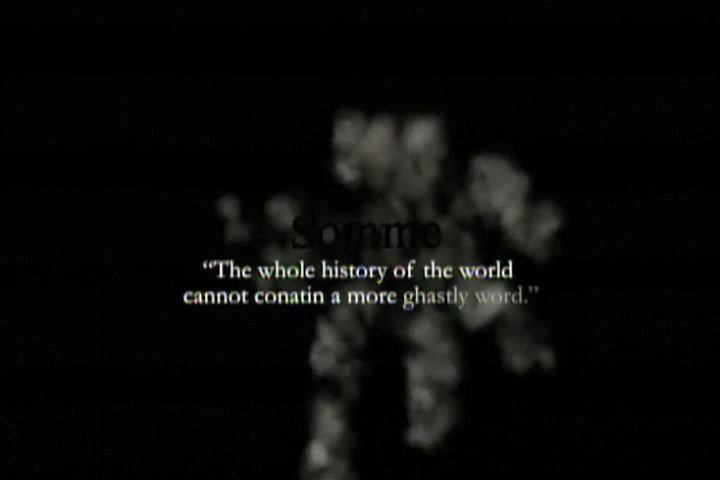 Somme
“The whole history of the world
cannot conatin a more ghastly word.”